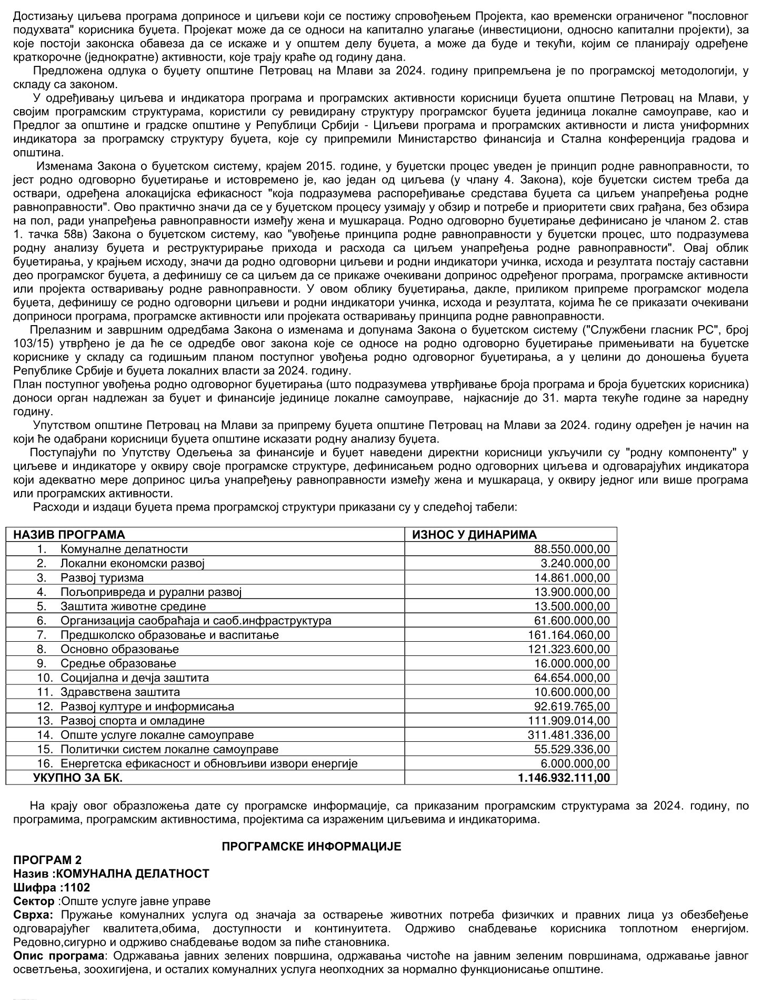 Достизању циљева програма доприносе и циљеви који се постижу спровођењем Пројекта, као временски ограниченог "пословног
подухвата" корисника буџета. Пројекат може да се односи на капитално улагање (инвестициони, односно капитални пројекти), за
које постоји законска обавеза да се искаже и у општем делу буџета, а може да буде и текући, којим се планирају одређене
краткорочне (једнократне) активности, које трају краће од годину дана.
Предложена одлука о буџету општине Петровац на Млави за 2024. годину припремљена је по програмској методологији, у
складу са законом.
У одређивању циљева и индикатора програма и програмских активности корисници буџета општине Петровац на Млави, у
својим програмским структурама, користили су ревидирану структуру програмског буџета јединица локалне самоуправе, као и
Предлог за општине и градске општине у Републици Србији - Циљеви програма и програмских активности и листа униформних
индикатора за програмску структуру буџета, које су припремили Министарство финансија и Стална конференција градова и
општина.
Изменама Закона о буџетском систему, крајем 2015. године, у буџетски процес уведен је принцип родне равноправности, то
јест родно одговорно буџетирање и истовремено је, као један од циљева (у члану 4. Закона), које буџетски систем треба да
оствари, одређена алокацијска ефикасност "која подразумева распоређивање средстава буџета са циљем унапређења родне
равноправности". Ово практично значи да се у буџетском процесу узимају у обзир и потребе и приоритети свих грађана, без обзира
на пол, ради унапређења равноправности између жена и мушкараца. Родно одговорно буџетирање дефинисано је чланом 2. став
1. тачка 58в) Закона о буџетском систему, као "увођење принципа родне равноправности у буџетски процес, што подразумева
родну анализу буџета и реструктурирање прихода и расхода са циљем унапређења родне равноправности". Овај облик
буџетирања, у крајњем исходу, значи да родно одговорни циљеви и родни индикатори учинка, исхода и резултата постају саставни
део програмског буџета, а дефинишу се са циљем да се прикаже очекивани допринос одређеног програма, програмске активности
или пројекта остваривању родне равноправности. У овом облику буџетирања, дакле, приликом припреме програмског модела
буџета, дефинишу се родно одговорни циљеви и родни индикатори учинка, исхода и резултата, којима ће се приказати очекивани
доприноси програма, програмске активности или пројеката остваривању принципа родне равноправности.
Прелазним и завршним одредбама Закона о изменама и допунама Закона о буџетском систему ("Службени гласник РС", број
103/15) утврђено је да ће се одредбе овог закона које се односе на родно одговорно буџетирање примењивати на буџетске
кориснике у складу са годишњим планом поступног увођења родно одговорног буџетирања, а у целини до доношења буџета
Републике Србије и буџета локалних власти за 2024. годину.
План поступног увођења родно одговорног буџетирања (што подразумева утврђивање броја програма и броја буџетских корисника)
доноси орган надлежан за буџет и финансије јединице локалне самоуправе, најкасније до 31. марта текуће године за наредну
годину.
Упутством општине Петровац на Млави за припрему буџета општине Петровац на Млави за 2024. годину одређен је начин на
који ће одабрани корисници буџета општине исказати родну анализу буџета.
Поступајући по Упутству Одељења за финансије и буџет наведени директни корисници укључили су "родну компоненту" у
циљеве и индикаторе у оквиру своје програмске структуре, дефинисањем родно одговорних циљева и одговарајућих индикатора
који адекватно мере допринос циља унапређењу равноправности између жена и мушкараца, у оквиру једног или више програма
или програмских активности.
Расходи и издаци буџета према програмској структури приказани су у следећој табели:
НАЗИВ ПРОГРАМА ИЗНОС У ДИНАРИМА
1. Комуналне делатности 88.550.000,00
2. Локални економски развој 3.240.000,00
3. Развој туризма 14.861.000,00
4. Пољопривреда и рурални развој 13.900.000,00
5. Заштита животне средине 13.500.000,00
6. Организација саобраћаја и саоб.инфраструктура 61.600.000,00
7. Предшколско образовање и васпитање 161.164.060,00
8. Основно образовање 121.323.600,00
9. Средње образовање 16.000.000,00
10. Социјална и дечја заштита 64.654.000,00
11. Здравствена заштита 10.600.000,00
12. Развој културе и информисања 92.619.765,00
13. Развој спорта и омладине 111.909.014,00
14. Опште услуге локалне самоуправе 311.481.336,00
15. Политички систем локалне самоуправе 55.529.336,00
16. Енергетска ефикасност и обновљиви извори енергије 6.000.000,00
УКУПНО ЗА БК. 1.146.932.111,00
На крају овог образложења дате су програмске информације, са приказаним програмским структурама за 2024. годину, по
програмима, програмским активностима, пројектима са израженим циљевима и индикаторима.
ПРОГРАМСКЕ ИНФОРМАЦИЈЕ
ПРОГРАМ 2
Назив :КОМУНАЛНА ДЕЛАТНОСТ
Шифра :1102
Сектор :Опште услуге јавне управе
Сврха: Пружање комуналних услуга од значаја за остварење животних потреба физичких и правних лица уз обезбеђење
одговарајућег квалитета,обима, доступности и континуитета. Одрживо снабдевање корисника топлотном енергијом.
Редовно,сигурно и одрживо снабдевање водом за пиће становника.
Опис програма: Одржавања јавних зелених површина, одржавања чистоће на јавним зеленим површинама, одржавање јавног
осветљења, зоохигијена, и осталих комуналних услуга неопходних за нормално функционисање општине.